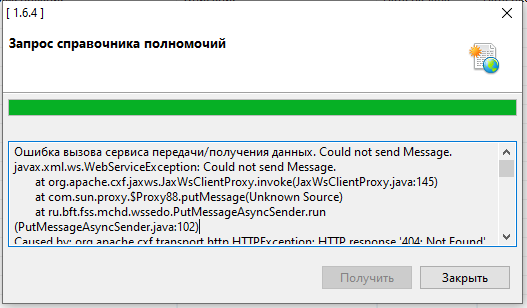 [ 1.6.4 ]
Запрос справочника полномочий
Ошибка вызова сервиса передачи/получения данных. Could not send Message.
javax.xml.ws.WebServiceException: Could not send Message.
at org.apache.cxf.jaxws.JaxWsClientProxy.invoke(JaxWsClientProxy.java:145)
at com.sun.proxy.$Proxy88.putMessage(Unknown Source)
at ru.bft.fss.mchd.wssedo.PutMessageAsyncSender.run
(PutMessageAsyncSender.java:102)
Caused by: org.apache.cxf.transport.http.HTTPException: HTTP response '404: Not Found'
Получить
Закрыть